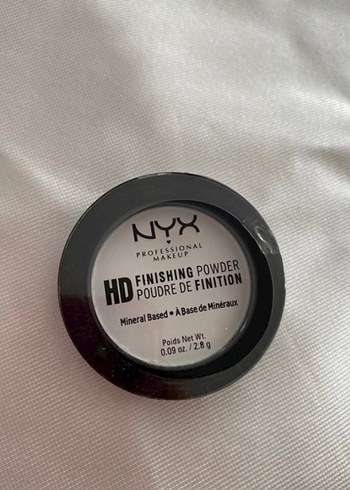 NYX
PROFESSIONAL
MAKEUP
HD FINISHING POWDER
POUDRE DE FINITION
Mineral Based • À Base de Minéraux
Poids Net Wt.
0.09 oz. / 2.8 g